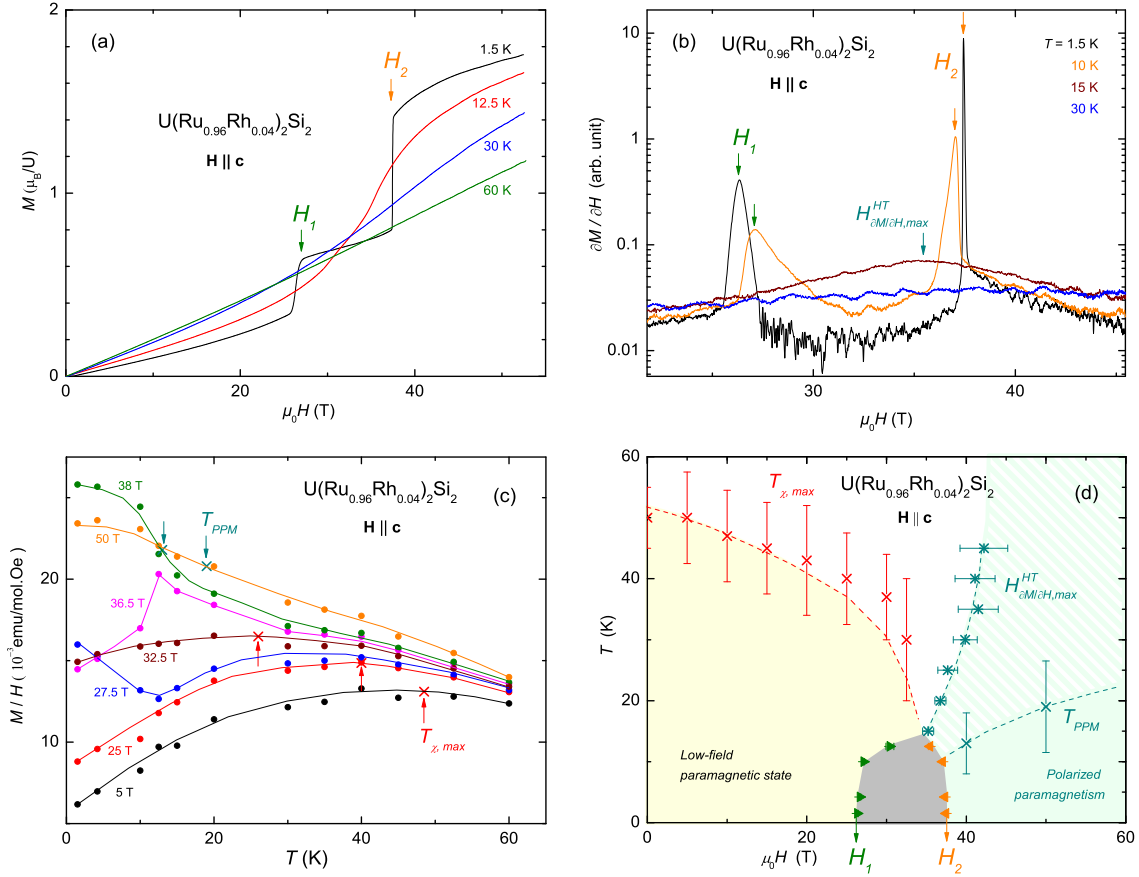 (a)
M (μB/U)
2
1
0
0
20
40
μ0H (T)
U(Ru0.96Rh0.04)2Si2
H || c
H1
H2
1.5 K
12.5 K
30 K
60 K
(b)
∂M / ∂H (arb. unit)
10
1
0.1
0.01
30
40
μ0H (T)
U(Ru0.96Rh0.04)2Si2
H || c
H1
H2
H^HT ∂M/∂H,max
T = 1.5 K
10 K
15 K
30 K
(c)
M / H (10^-3 emu/mol.Oe)
20
10
0
20
40
60
T (K)
U(Ru0.96Rh0.04)2Si2
H || c
38 T
50 T
36.5 T
32.5 T
27.5 T
25 T
5 T
TPPM
Tχ, max
(d)
T (K)
60
40
20
0
0
20
40
60
μ0H (T)
U(Ru0.96Rh0.04)2Si2
H || c
Tχ, max
H^HT ∂M/∂H,max
TPPM
Low-field
paramagnetic state
Polarized
paramagnetism
H1
H2